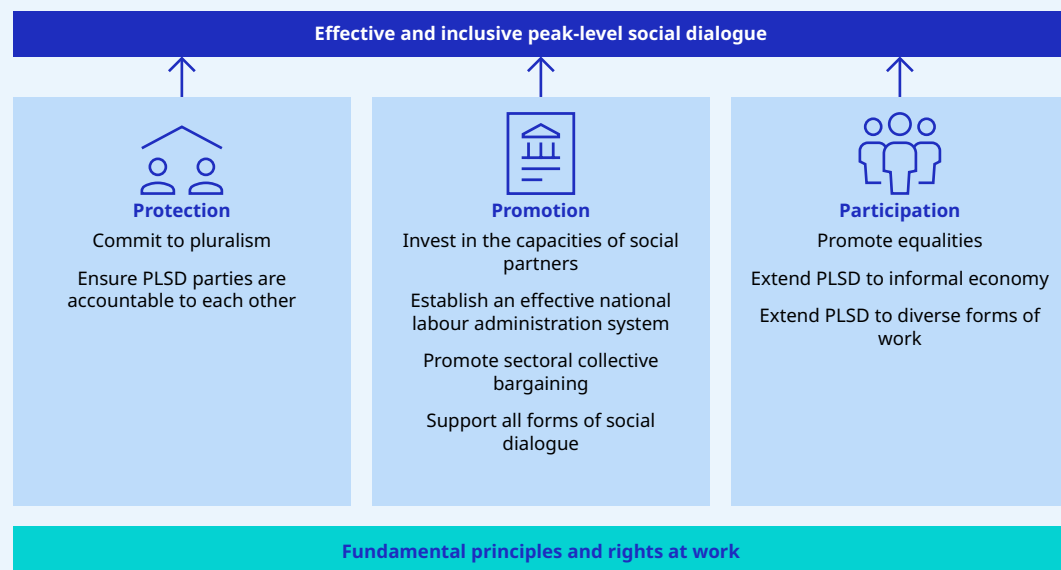 Effective and inclusive peak-level social dialogue
Protection
Commit to pluralism
Ensure PLSD parties are
accountable to each other
Promotion
Invest in the capacities of social
partners
Establish an effective national
labour administration system
Promote sectoral collective
bargaining
Support all forms of social
dialogue
Participation
Promote equalities
Extend PLSD to informal economy
Extend PLSD to diverse forms of
work
Fundamental principles and rights at work